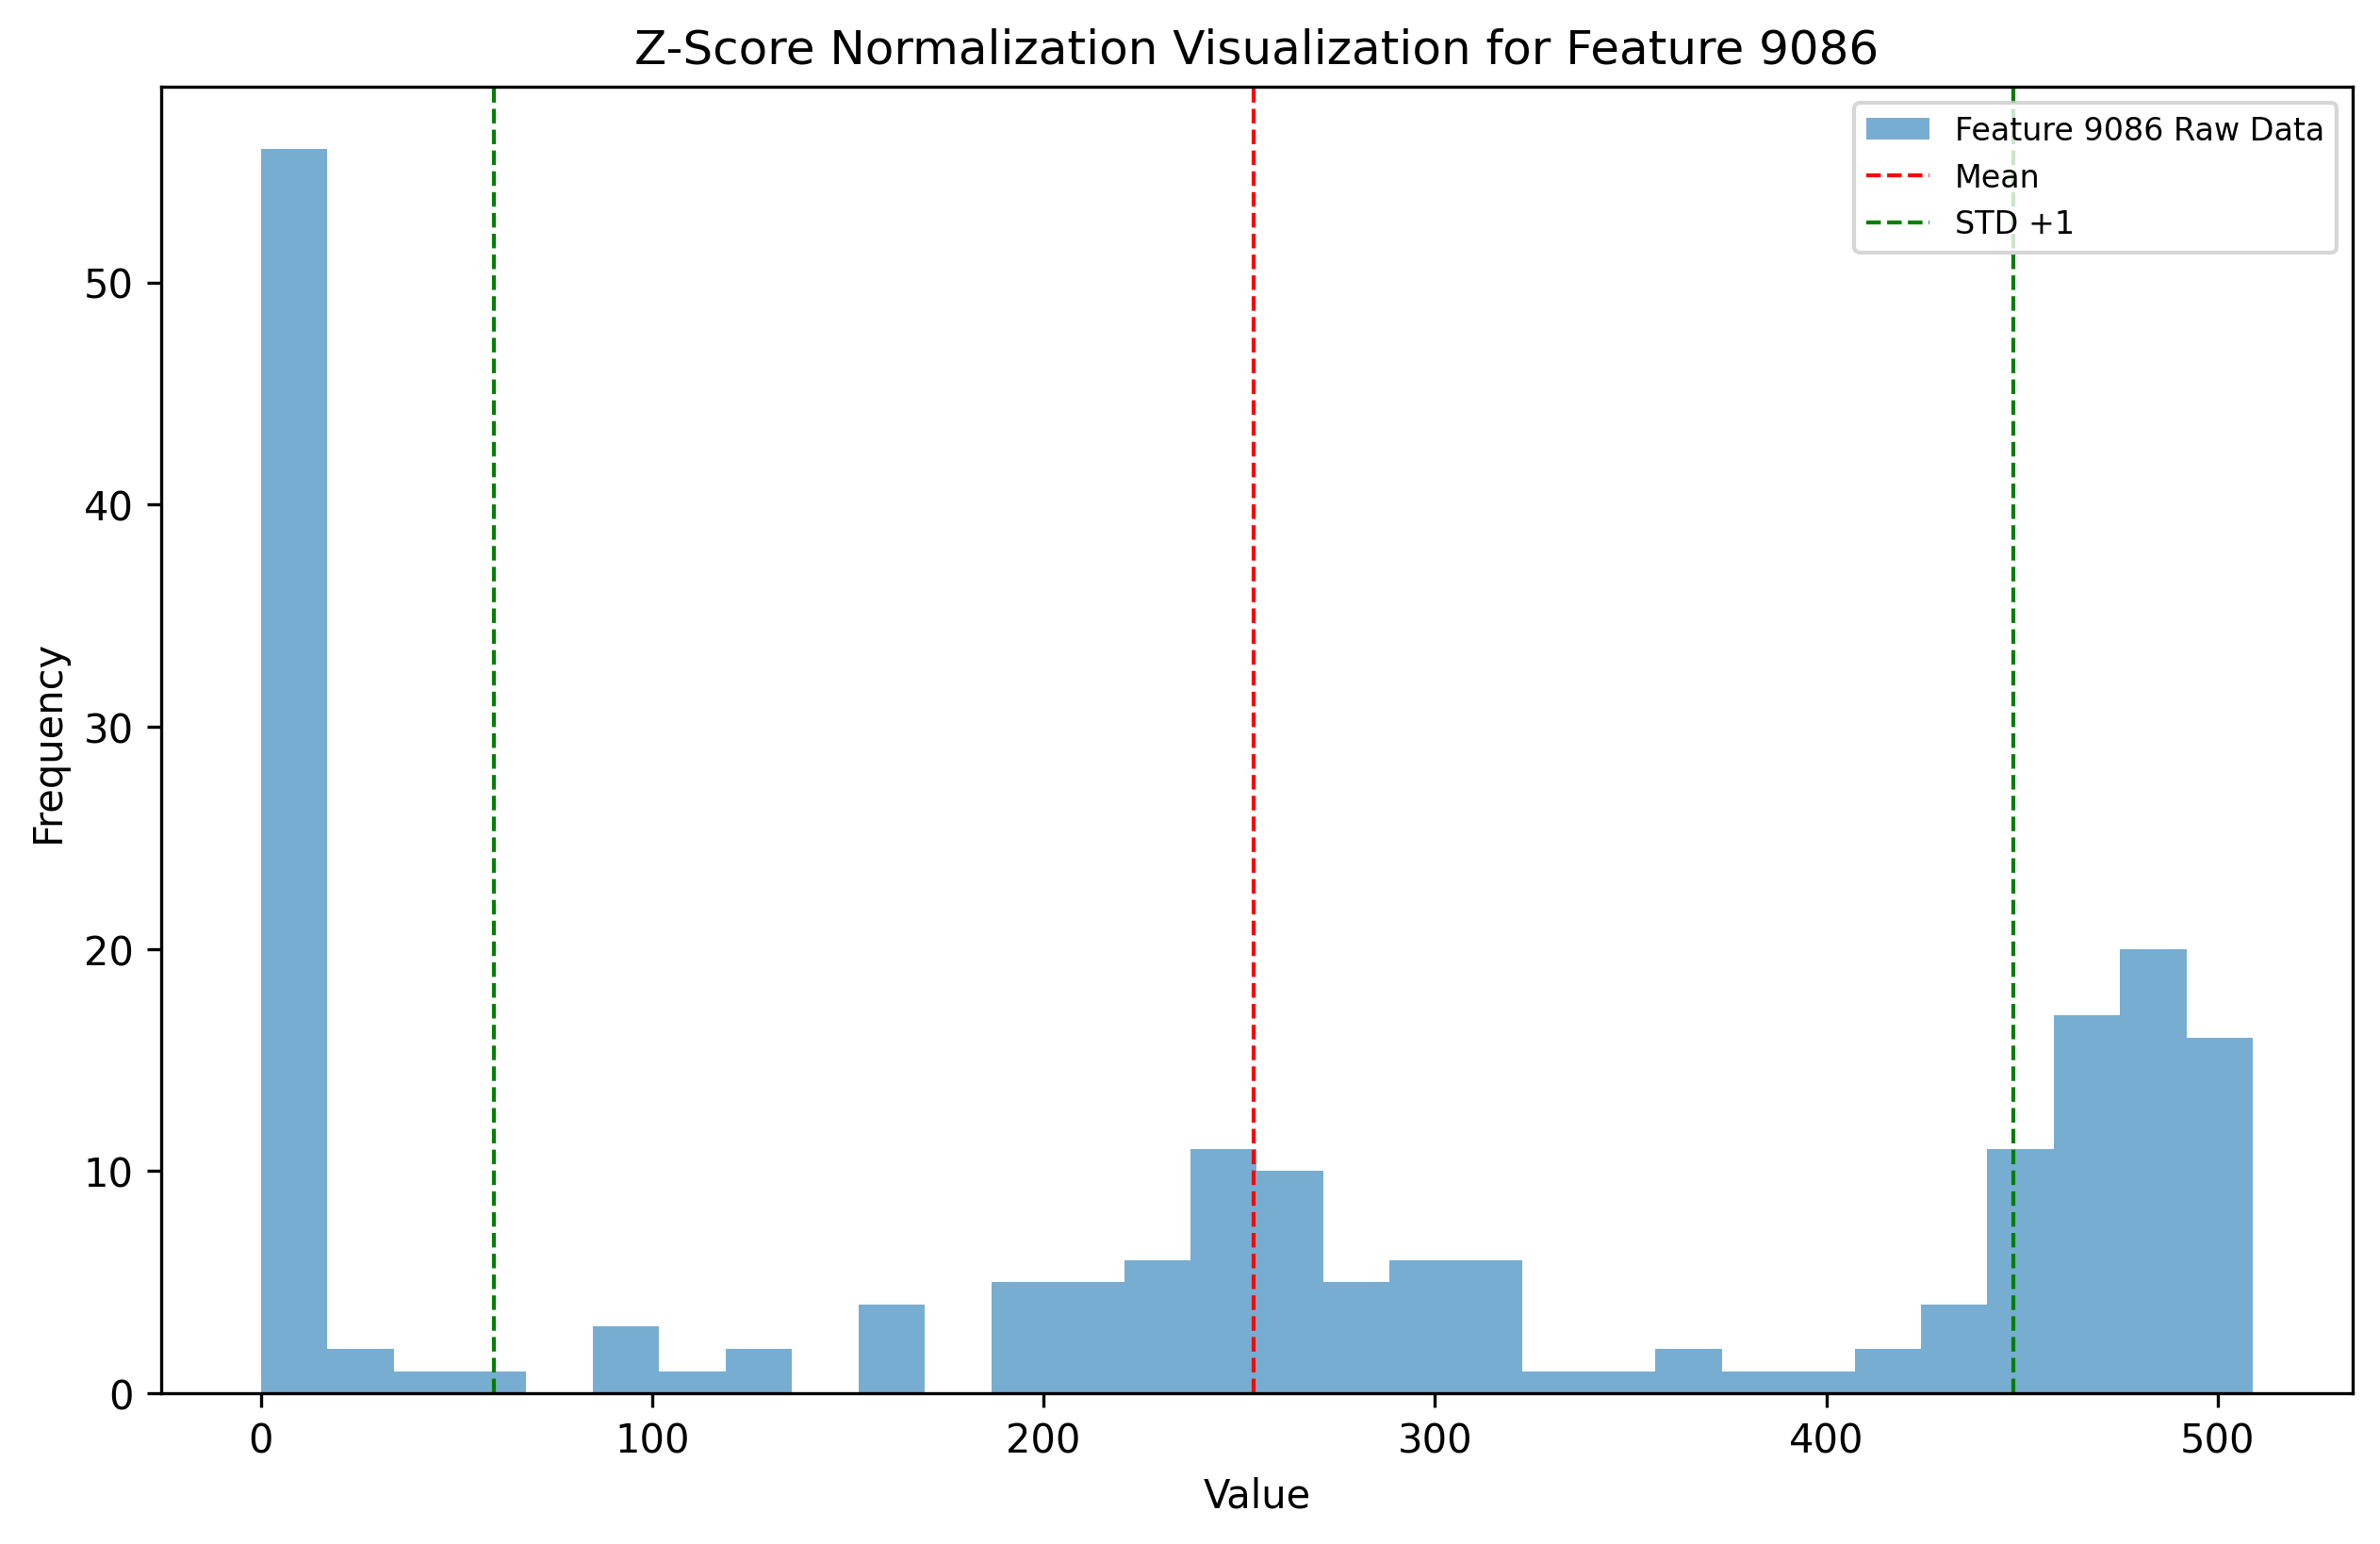 Z-Score Normalization Visualization for Feature 9086
Feature 9086 Raw Data
Mean
STD +1
50
40
30
20
10
0
Frequency
0 100 200 300 400 500
Value